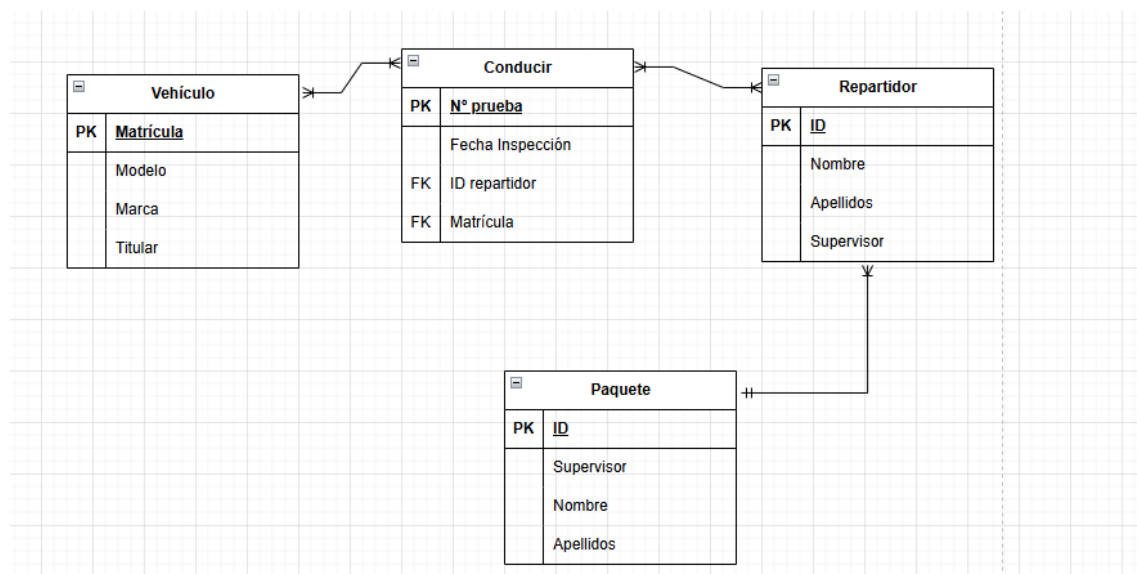 Vehículo
PK Matrícula
Modelo
Marca
Titular
Conducir
PK Nº prueba
Fecha Inspección
FK ID repartidor
FK Matrícula
Repartidor
PK ID
Nombre
Apellidos
Supervisor
Paquete
PK ID
Supervisor
Nombre
Apellidos